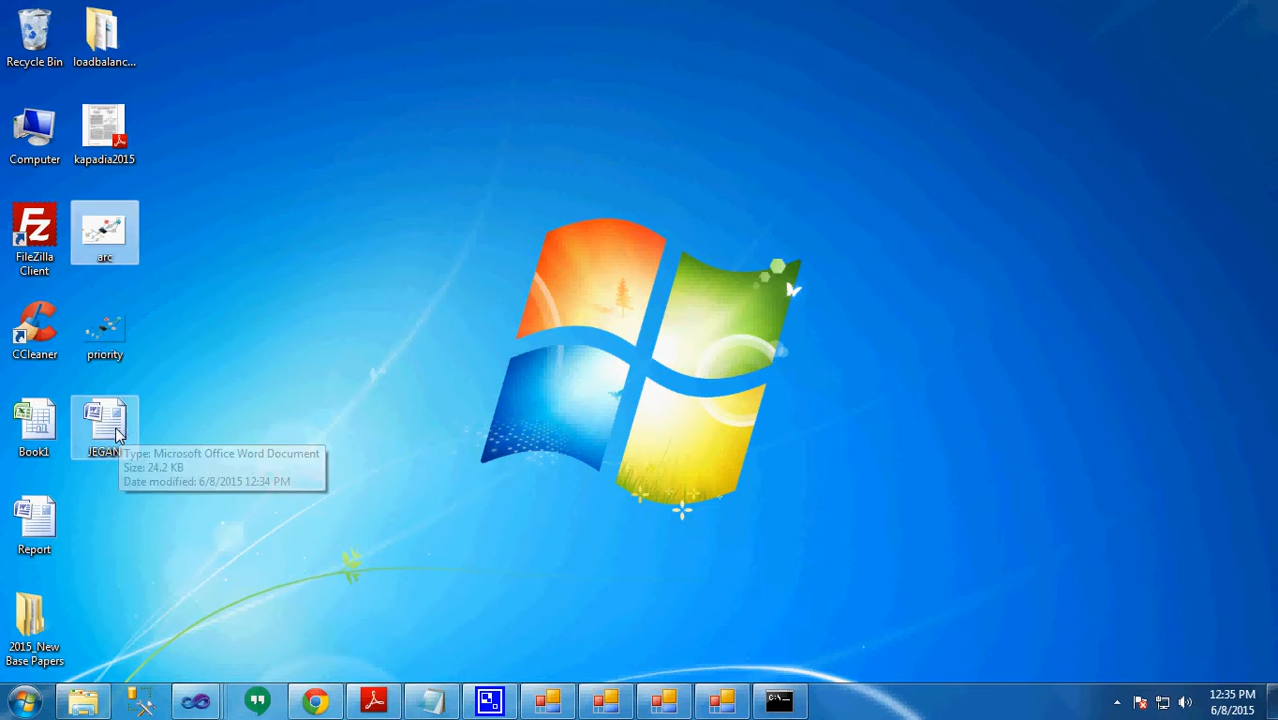 Recycle Bin
loadbalanc...
Computer
kapadia2015
FileZilla
Client
arc
CCleaner
priority
Book1
JEGAN
Type: Microsoft Office Word Document
Size: 24.2 KB
Date modified: 6/8/2015 12:34 PM
Report
2015_New
Base Papers
12:35 PM
6/8/2015